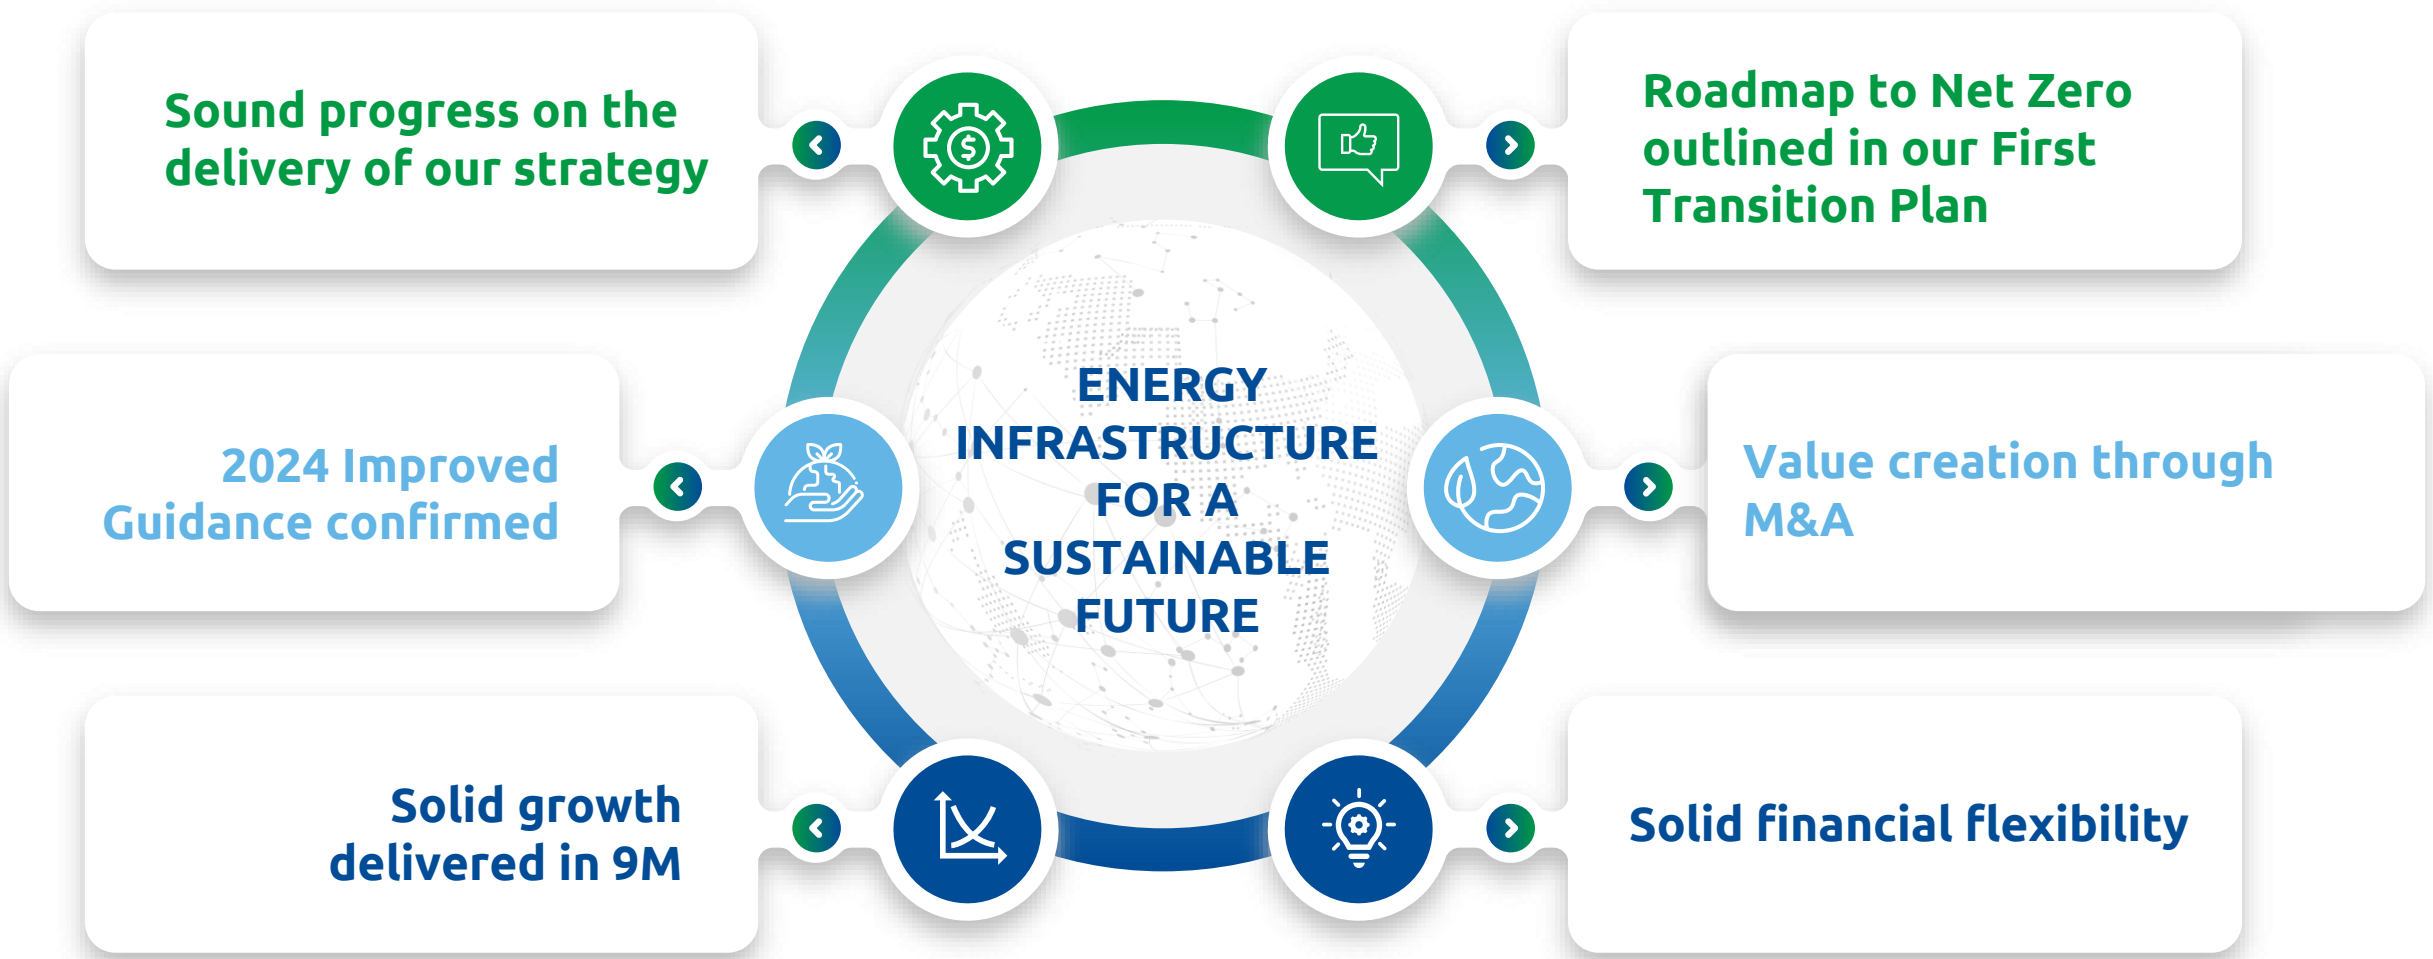 Sound progress on the
delivery of our strategy
Roadmap to Net Zero
outlined in our First
Transition Plan
2024 Improved
Guidance confirmed
ENERGY
INFRASTRUCTURE
FOR A
SUSTAINABLE
FUTURE
Value creation through
M&A
Solid growth
delivered in 9M
Solid financial flexibility